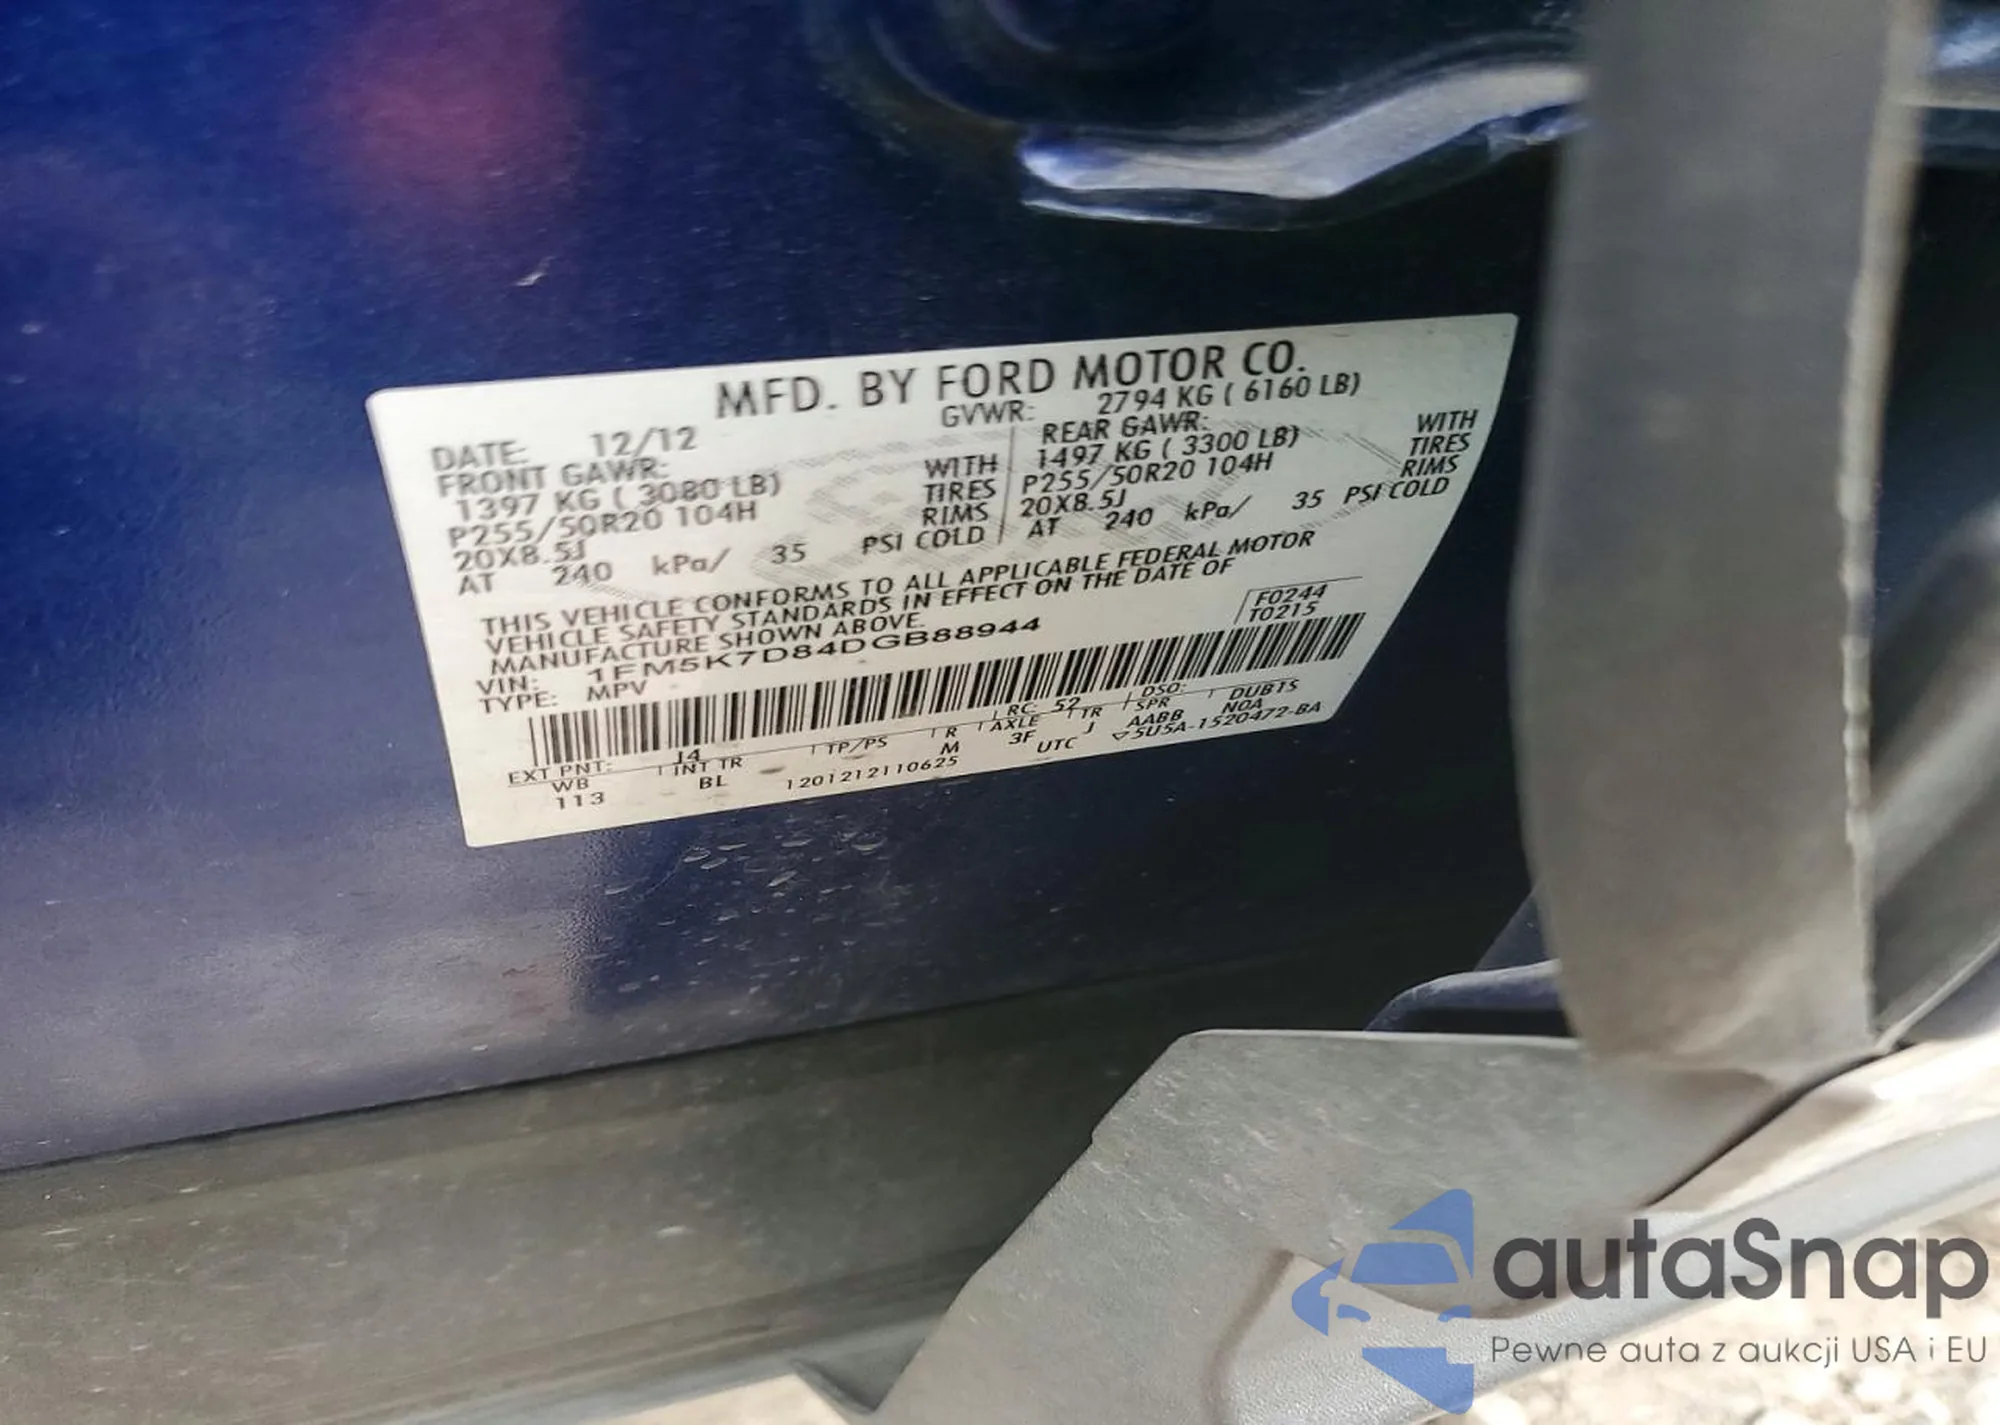 MFD. BY FORD MOTOR CO.
DATE: 12/12 GVWR: 2794 KG ( 6160 LB)
FRONT GAWR: REAR GAWR:
1397 KG ( 3080 LB) WITH 1497 KG ( 3300 LB) WITH
P255/50R20 104H TIRES P255/50R20 104H TIRES
20X8.5J RIMS 20X8.5J RIMS
AT 240 kPa/ 35 PSI COLD AT 240 kPa/ 35 PSI COLD
THIS VEHICLE CONFORMS TO ALL APPLICABLE FEDERAL MOTOR
VEHICLE SAFETY STANDARDS IN EFFECT ON THE DATE OF
MANUFACTURE SHOWN ABOVE.
VIN: 1FM5K7D84DGB88944 F0244
TYPE: MPV T0215
EXT PNT: J4 RC: 52 DSO:
WB INT TR TP/PS R AXLE TR SPR DUBTS
113 BL M 3F J AABB N0A
1201212110625 UTC ▽5U5A-1520472-BA
autaSnap
Pewne auta z aukcji USA i EU